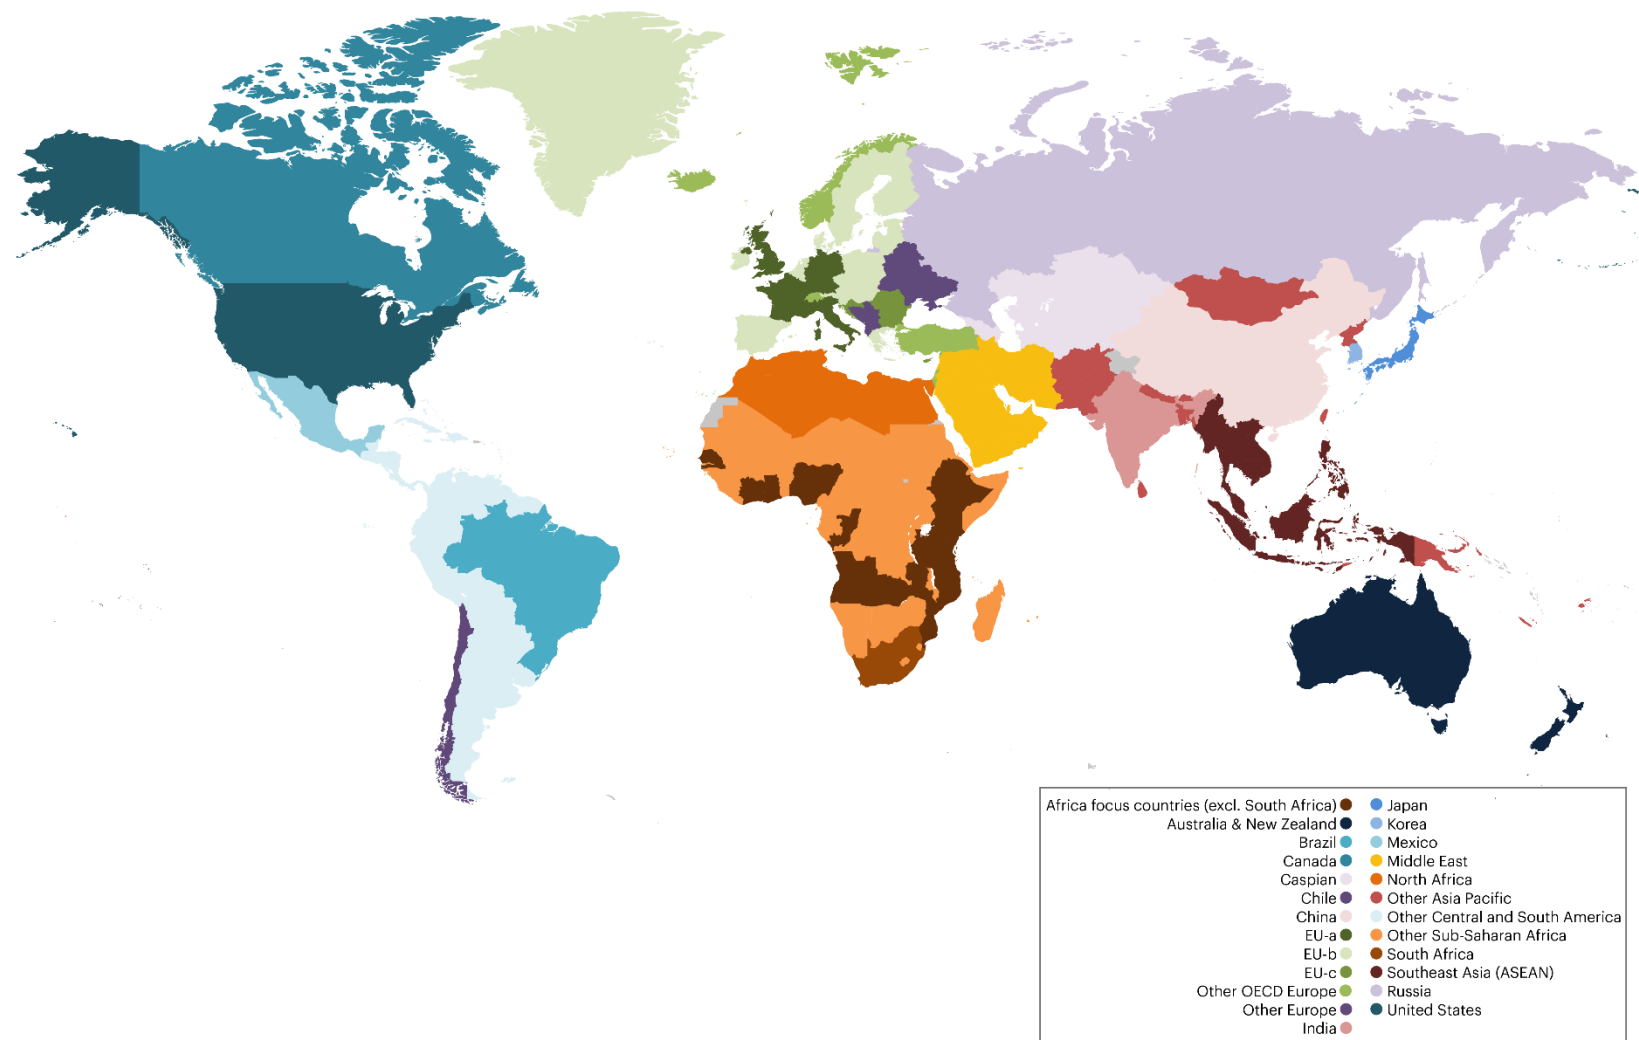 Africa focus countries (excl. South Africa)
Australia & New Zealand
Brazil
Canada
Caspian
Chile
China
EU-a
EU-b
EU-c
Other OECD Europe
Other Europe
India
Japan
Korea
Mexico
Middle East
North Africa
Other Asia Pacific
Other Central and South America
Other Sub-Saharan Africa
South Africa
Southeast Asia (ASEAN)
Russia
United States